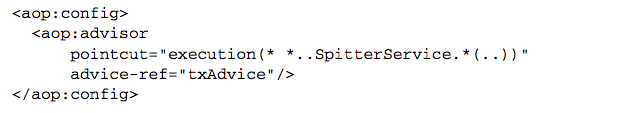 <aop:config>
  <aop:advisor
      pointcut="execution(* *..SpitterService.*(..))"
      advice-ref="txAdvice"/>
</aop:config>